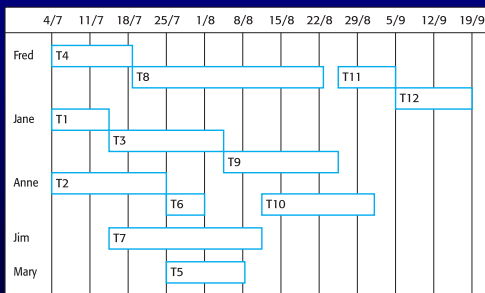 4/7 11/7 18/7 25/7 1/8 8/8 15/8 22/8 29/8 5/9 12/9 19/9
Fred
T4
T8 T11
T12
Jane
T1
T3
T9
Anne
T2
T6 T10
Jim
T7
Mary
T5